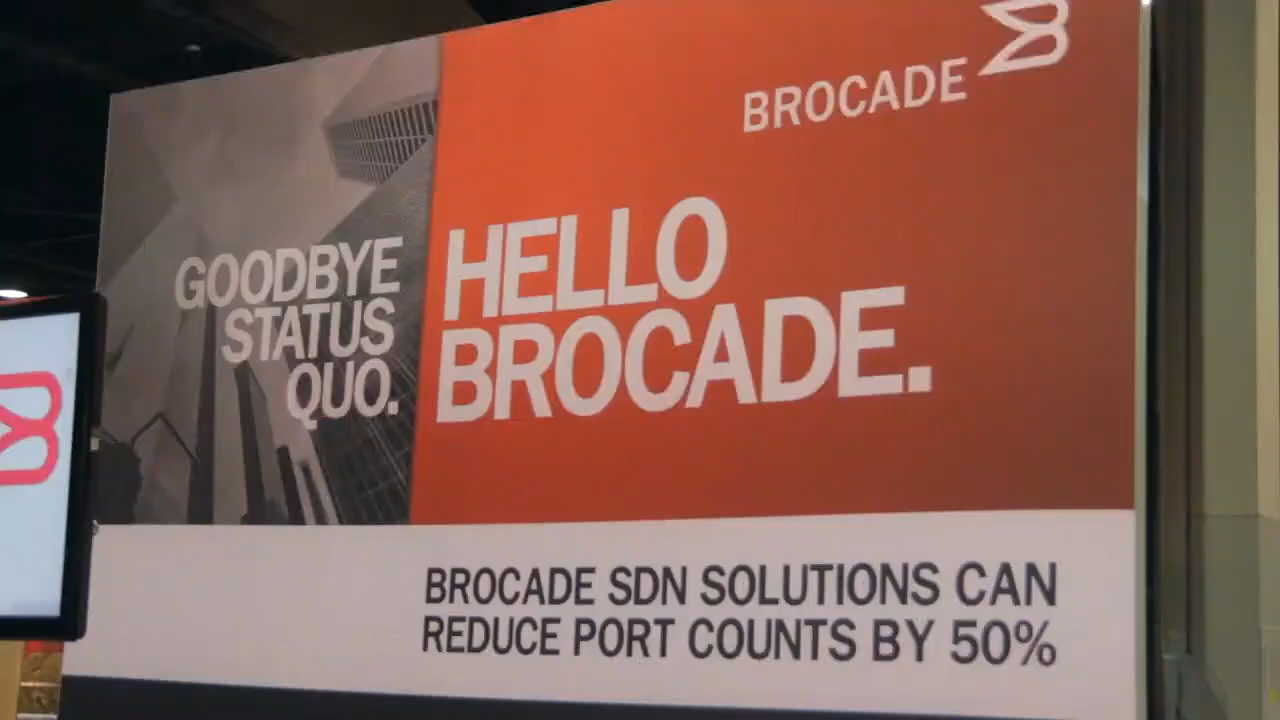 BROCADE
GOODBYE
STATUS
QUO.
HELLO
BROCADE.
BROCADE SDN SOLUTIONS CAN
REDUCE PORT COUNTS BY 50%